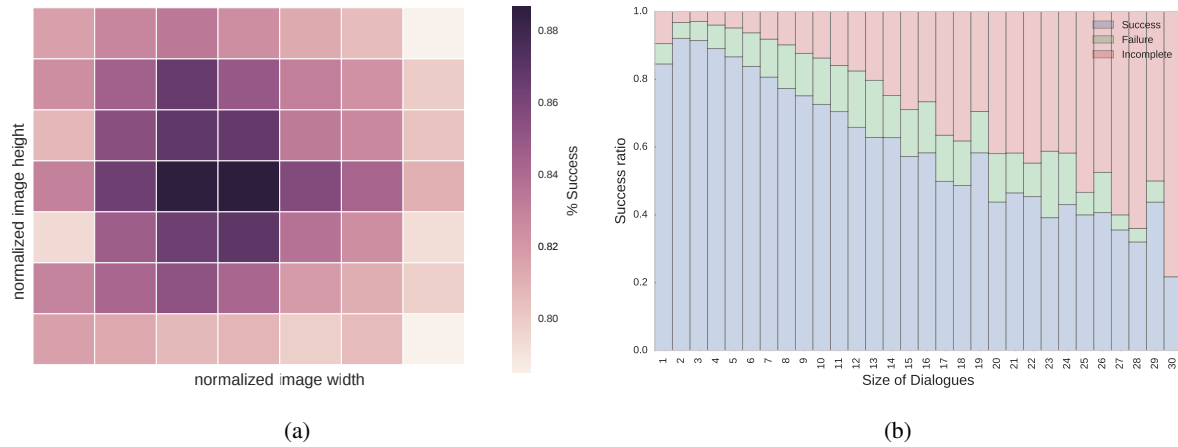 normalized image height
normalized image width
0.88
0.86
0.84
0.82
0.80
% Success
(a)
Success ratio
1.0
0.8
0.6
0.4
0.2
0.0
Success
Failure
Incomplete
1 2 3 4 5 6 7 8 9 10 11 12 13 14 15 16 17 18 19 20 21 22 23 24 25 26 27 28 29 30
Size of Dialogues
(b)